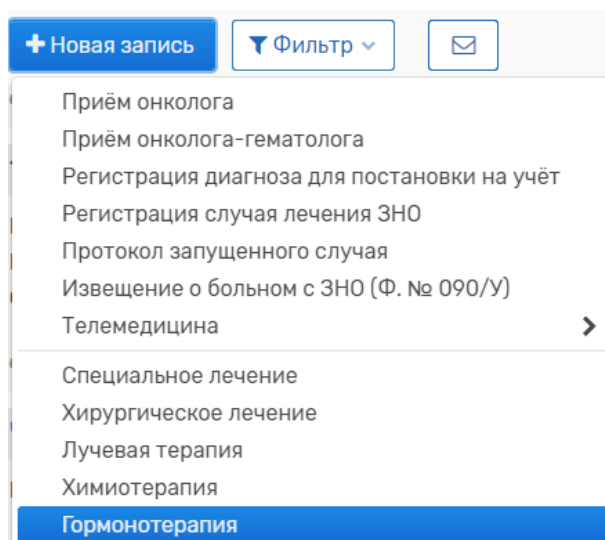 Новая запись
Фильтр
Приём онколога
Приём онколога-гематолога
Регистрация диагноза для постановки на учёт
Регистрация случая лечения ЗНО
Протокол запущенного случая
Извещение о больном с ЗНО (Ф. № 090/У)
Телемедицина
Специальное лечение
Хирургическое лечение
Лучевая терапия
Химиотерапия
Гормонотерапия